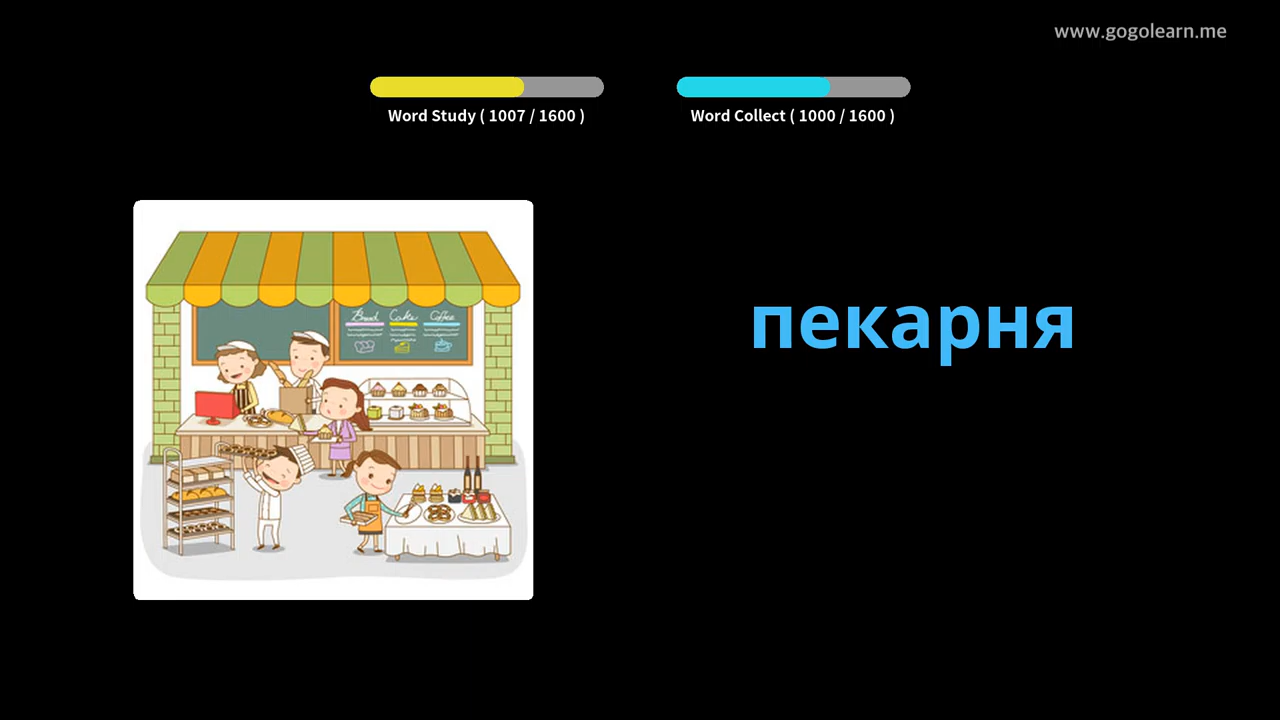 www.gogolearn.me
Word Study ( 1007 / 1600 )
Word Collect ( 1000 / 1600 )
Bread Cake Coffee
пекарня